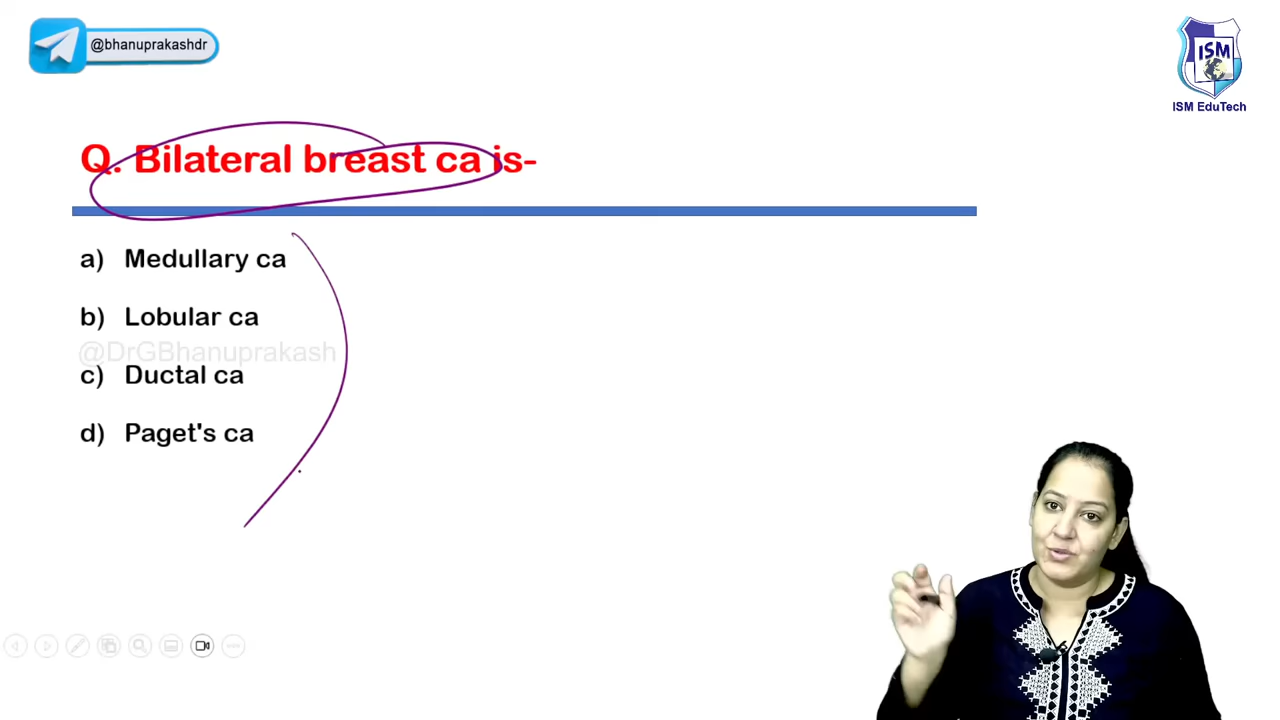 @bhanuprakashdr
ISM
ISM EduTech
Q. Bilateral breast ca is-
a) Medullary ca
b) Lobular ca
@DrGBhanuprakash
c) Ductal ca
d) Paget's ca